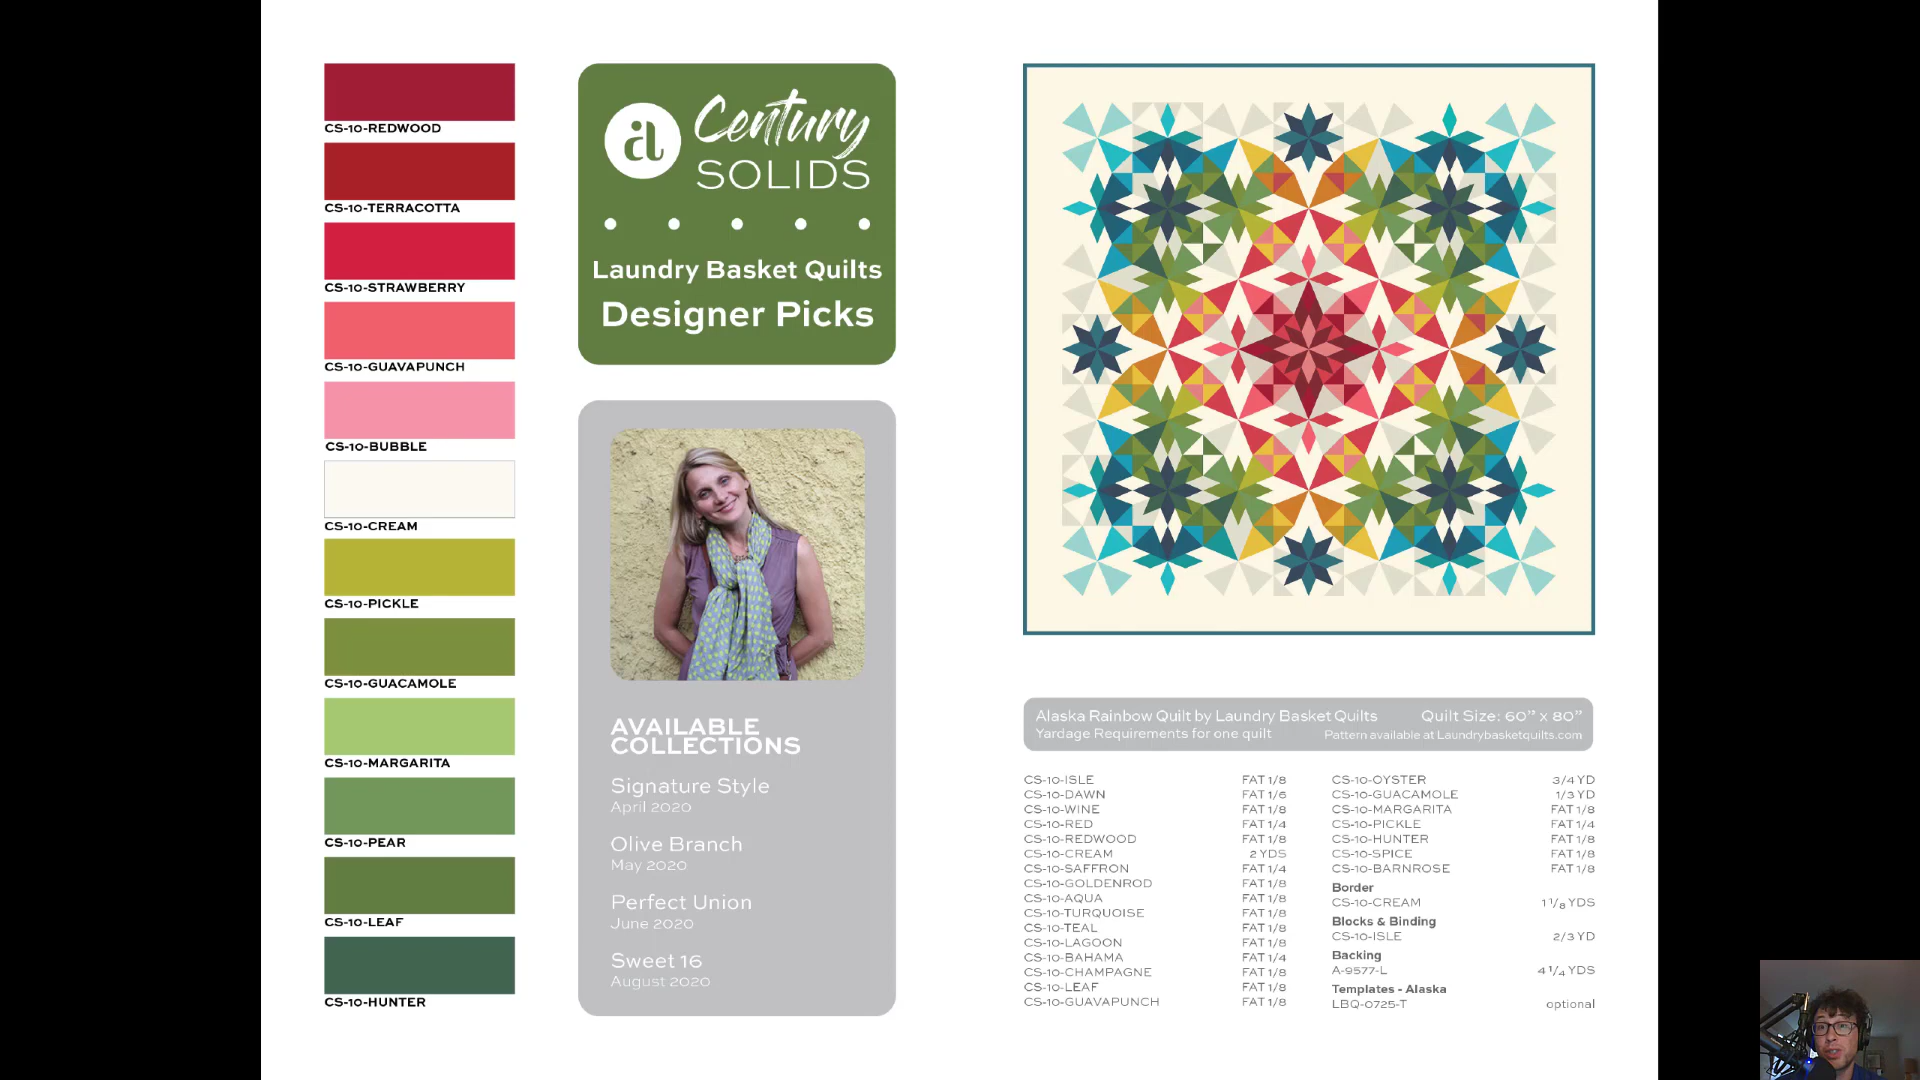 CS-10-REDWOOD
CS-10-TERRACOTTA
CS-10-STRAWBERRY
CS-10-GUAVAPUNCH
CS-10-BUBBLE
CS-10-CREAM
CS-10-PICKLE
CS-10-GUACAMOLE
CS-10-MARGARITA
CS-10-PEAR
CS-10-LEAF
CS-10-HUNTER
a Century
SOLIDS
Laundry Basket Quilts
Designer Picks
AVAILABLE
COLLECTIONS
Signature Style
April 2020
Olive Branch
May 2020
Perfect Union
June 2020
Sweet 16
August 2020
Alaska Rainbow Quilt by Laundry Basket Quilts Quilt Size: 60" x 80"
Yardage Requirements for one quilt Pattern available at Laundrybasketquilts.com
CS-10-ISLE FAT 1/8
CS-10-DAWN FAT 1/6
CS-10-WINE FAT 1/8
CS-10-RED FAT 1/4
CS-10-REDWOOD FAT 1/8
CS-10-CREAM 2 YDS
CS-10-SAFFRON FAT 1/4
CS-10-GOLDENROD FAT 1/8
CS-10-AQUA FAT 1/8
CS-10-TURQUOISE FAT 1/8
CS-10-TEAL FAT 1/8
CS-10-LAGOON FAT 1/8
CS-10-BAHAMA FAT 1/4
CS-10-CHAMPAGNE FAT 1/8
CS-10-LEAF FAT 1/8
CS-10-GUAVAPUNCH FAT 1/8
CS-10-OYSTER 3/4 YD
CS-10-GUACAMOLE 1/3 YD
CS-10-MARGARITA FAT 1/8
CS-10-PICKLE FAT 1/4
CS-10-HUNTER FAT 1/8
CS-10-SPICE FAT 1/8
CS-10-BARNROSE FAT 1/8
Border
CS-10-CREAM 1 1/8 YDS
Blocks & Binding
CS-10-ISLE 2/3 YD
Backing
A-9577-L 4 1/4 YDS
Templates - Alaska
LBQ-0725-T optional